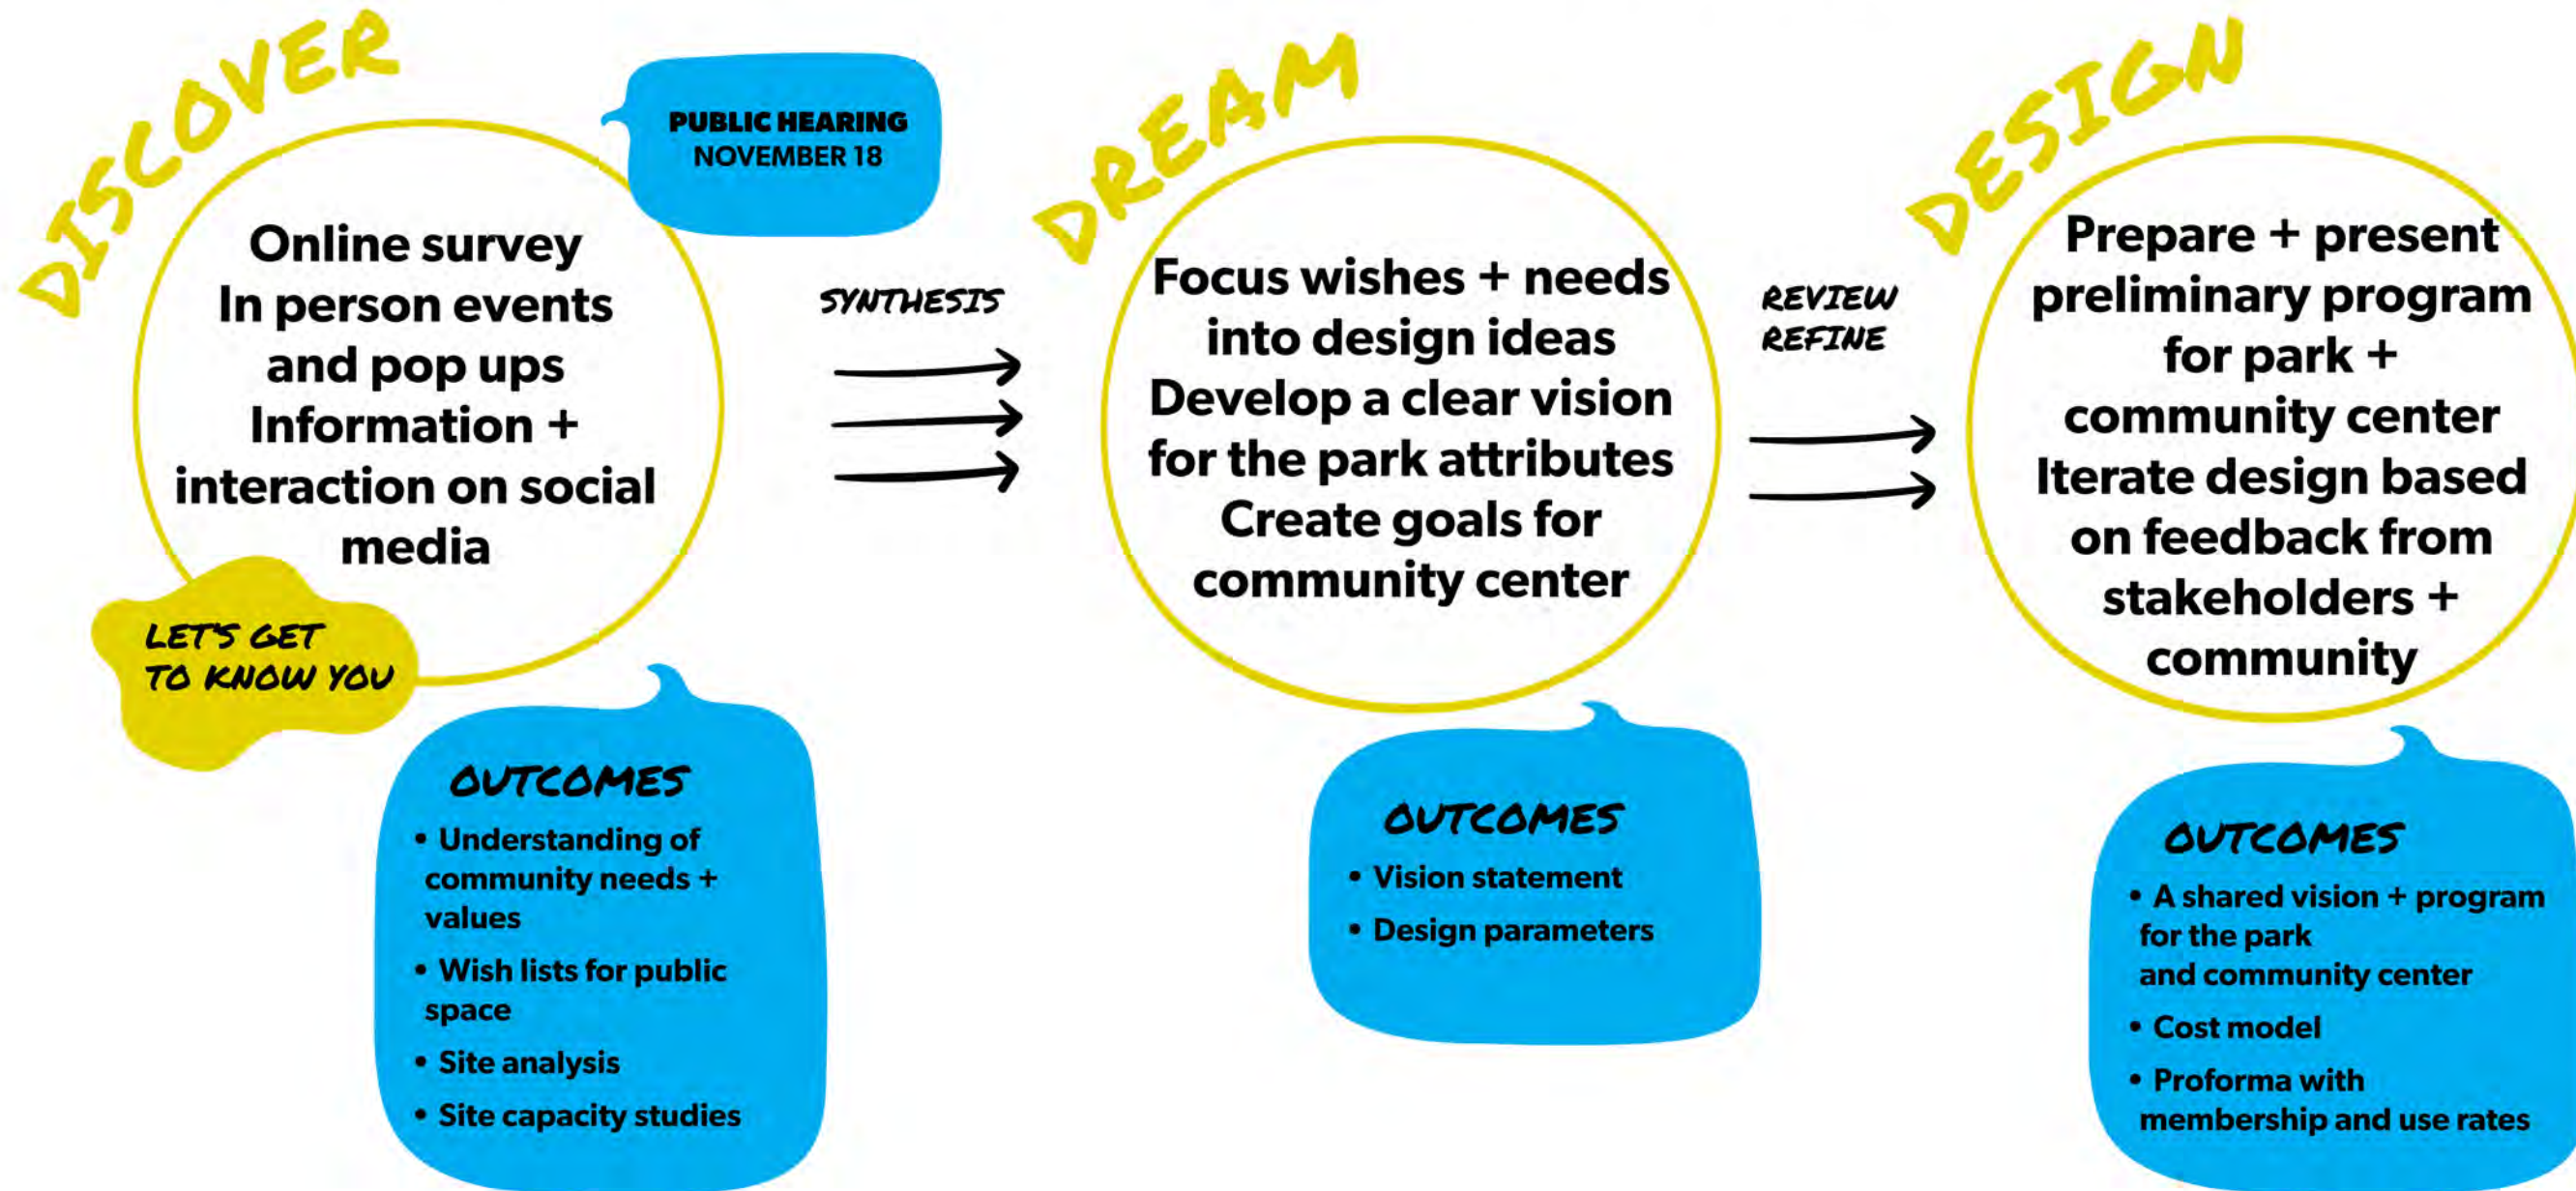 DISCOVER
PUBLIC HEARING
NOVEMBER 18
Online survey
In person events
and pop ups
Information +
interaction on social
media
LET'S GET
TO KNOW YOU
OUTCOMES
• Understanding of
community needs +
values
• Wish lists for public
space
• Site analysis
• Site capacity studies
SYNTHESIS
DREAM
Focus wishes + needs
into design ideas
Develop a clear vision
for the park attributes
Create goals for
community center
OUTCOMES
• Vision statement
• Design parameters
REVIEW
REFINE
DESIGN
Prepare + present
preliminary program
for park +
community center
Iterate design based
on feedback from
stakeholders +
community
OUTCOMES
• A shared vision + program
for the park
and community center
• Cost model
• Proforma with
membership and use rates